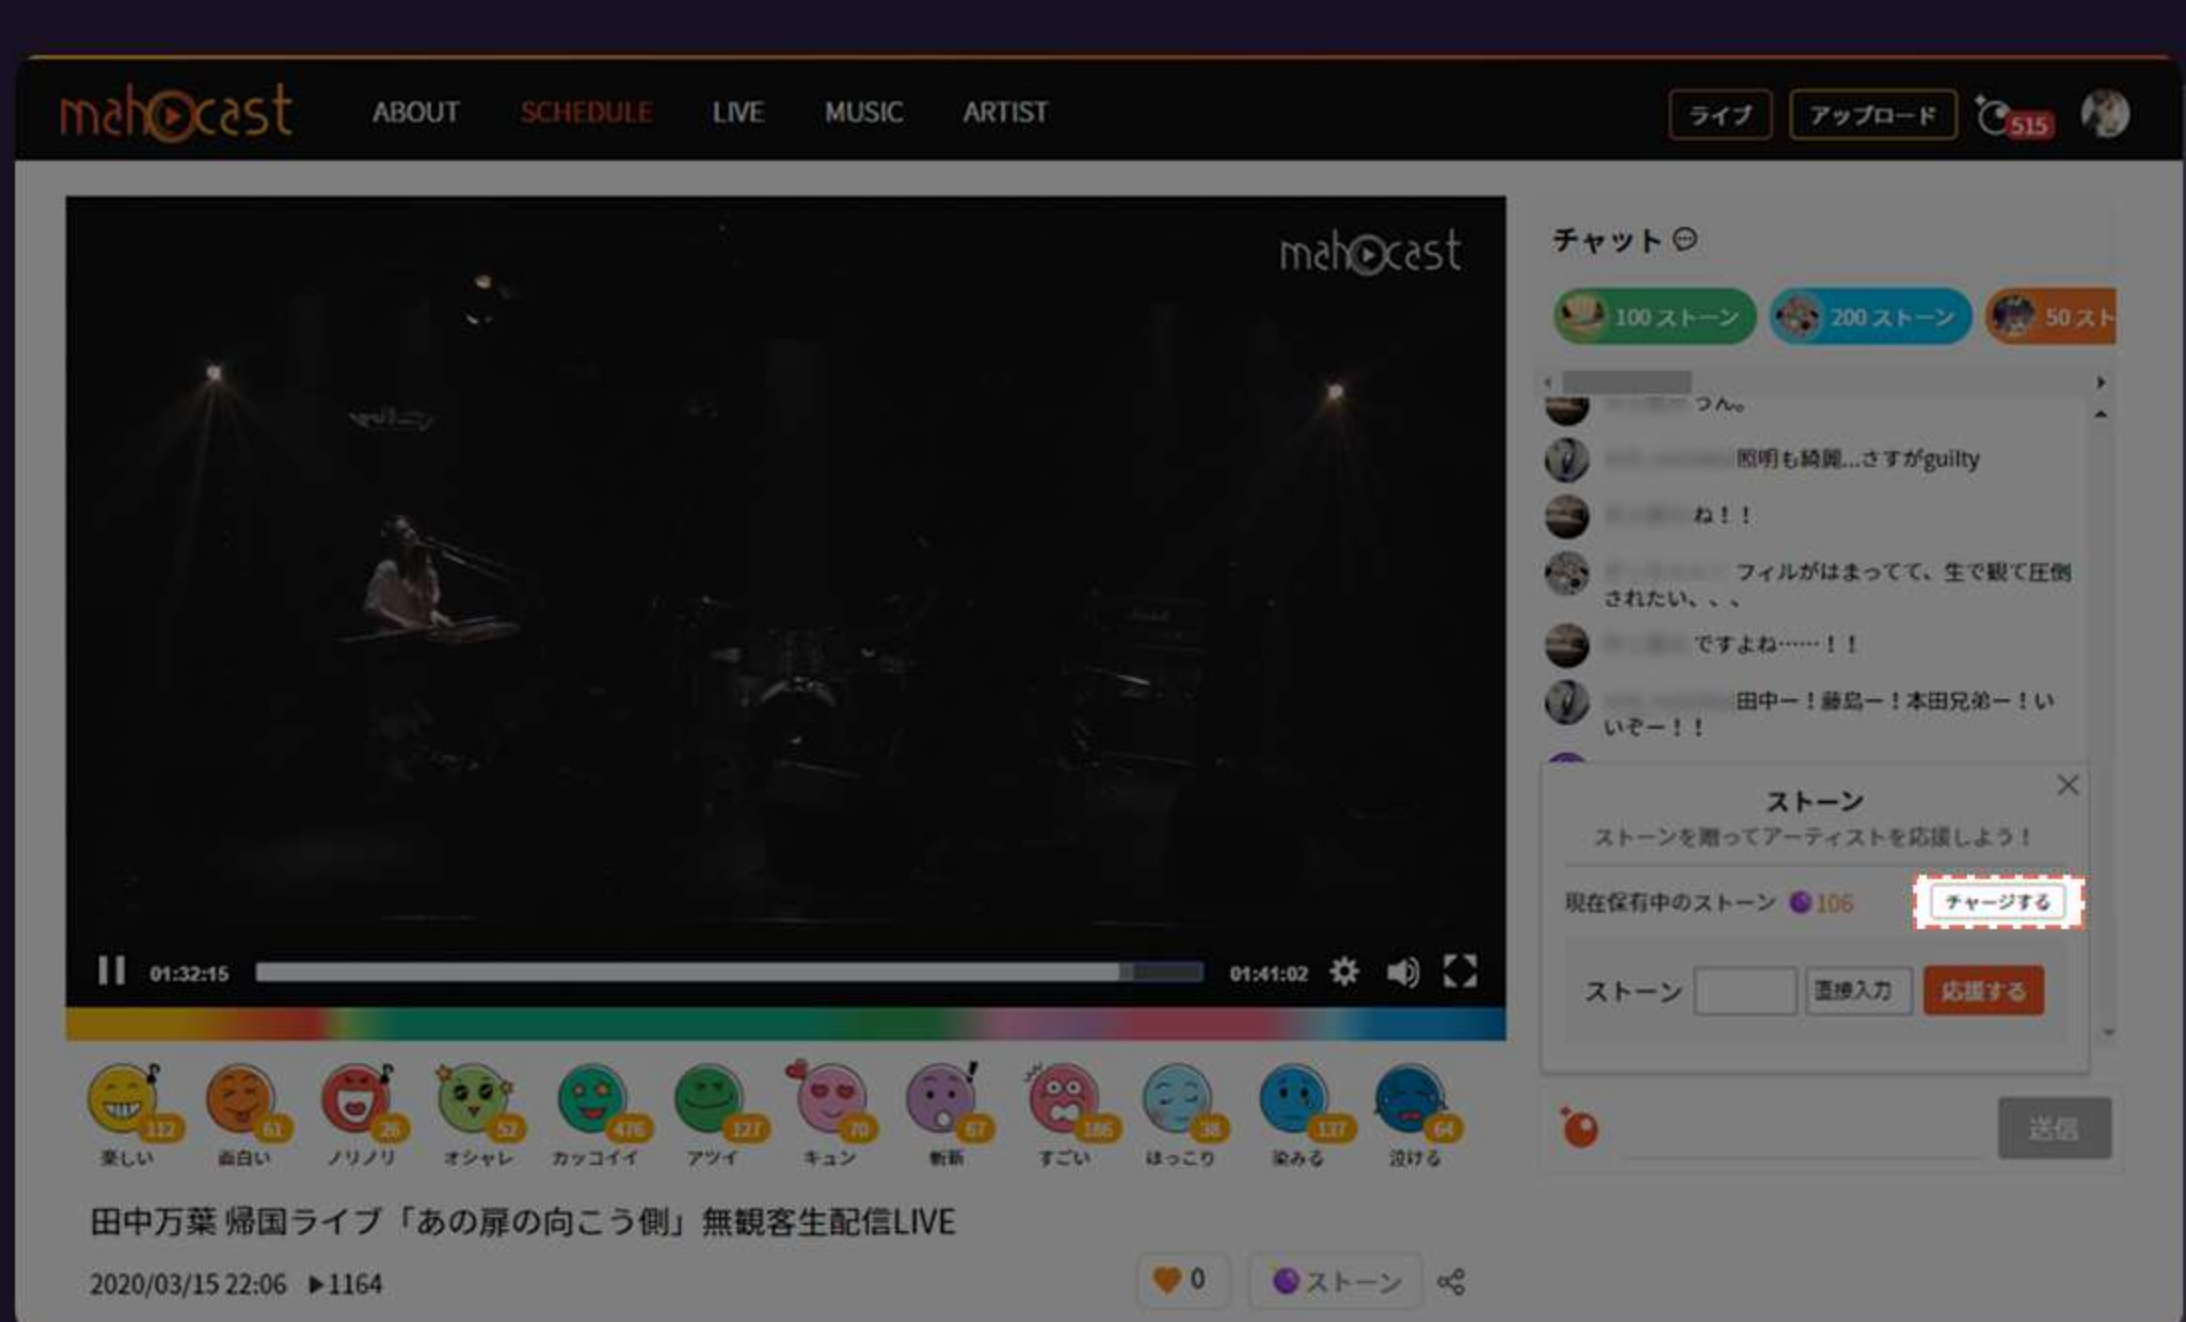 mahocast
ABOUT
SCHEDULE
LIVE
MUSIC
ARTIST
ライブ
アップロード
515
mahocast
チャット
100 ストーン
200 ストーン
50 スト
うん。
照明も綺麗...さすがguilty
ね！！
フィルがはまってて、生で観て圧倒
されたい、、、
ですよね……！！
田中ー！藤島ー！本田兄弟ー！い
いぞー！！
ストーン
ストーンを贈ってアーティストを応援しよう！
現在保有中のストーン 106
チャージする
ストーン
直接入力
応援する
送信
01:32:15
01:41:02
112
61
26
52
476
127
70
67
186
38
137
64
楽しい
面白い
ノリノリ
オシャレ
カッコイイ
アツイ
キュン
斬新
すごい
ほっこり
染みる
泣ける
田中万葉 帰国ライブ「あの扉の向こう側」無観客生配信LIVE
2020/03/15 22:06 ▶1164
0
ストーン